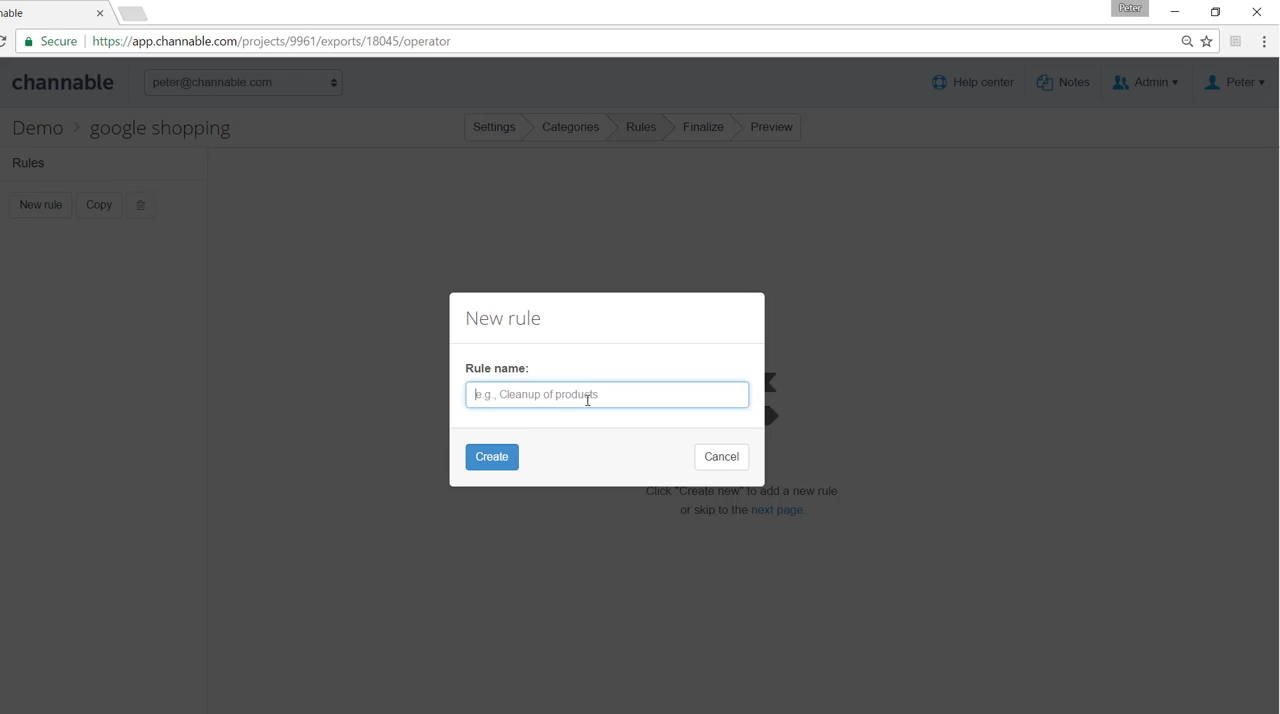 nable
Peter
Secure
https://app.channable.com/projects/9961/exports/18045/operator
channable
peter@channable.com
Help center
Notes
Admin
Peter
Demo
google shopping
Settings
Categories
Rules
Finalize
Preview
Rules
New rule
Copy
New rule
Rule name:
e.g., Cleanup of products
Create
Cancel
Click "Create new" to add a new rule
or skip to the next page.